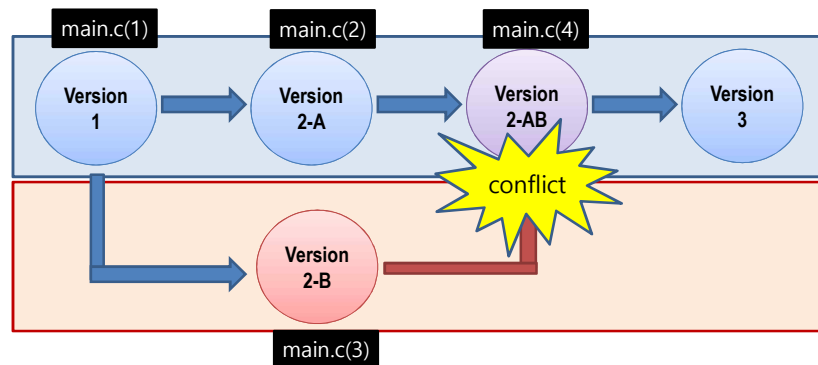 main.c(1)
main.c(2)
main.c(4)
Version
1
Version
2-A
Version
2-AB
Version
3
conflict
Version
2-B
main.c(3)